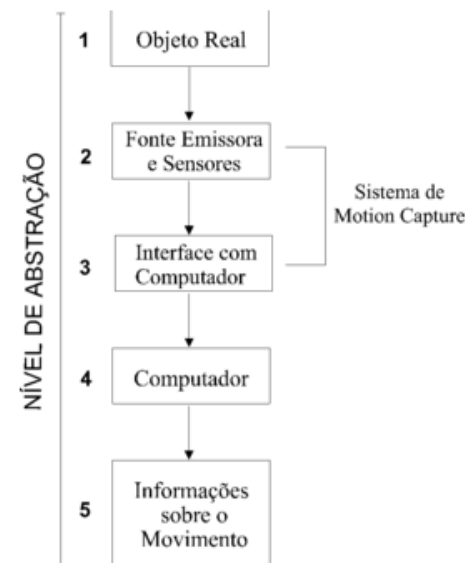 NÍVEL DE ABSTRAÇÃO
1
Objeto Real
2
Fonte Emissora
e Sensores
Sistema de
Motion Capture
3
Interface com
Computador
4
Computador
5
Informações
sobre o
Movimento